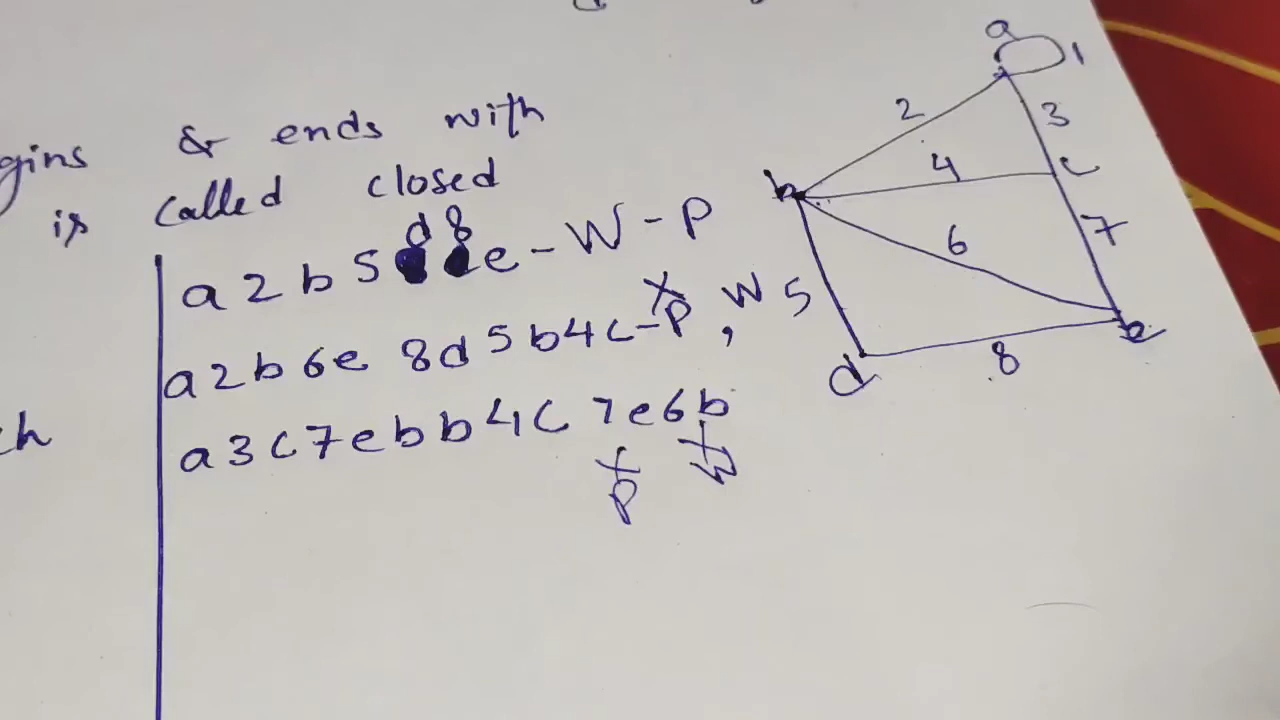 gins & ends with
is called closed
a 2 b 5 d 8 e - W - P
a 2 b 6 e 8 d 5 b 4 c - P , W
X
a 3 c 7 e b b 4 c 7 e 6 b
X X
P W
ch
a
1
2
3
b
4
c
6
7
5
d
8
e